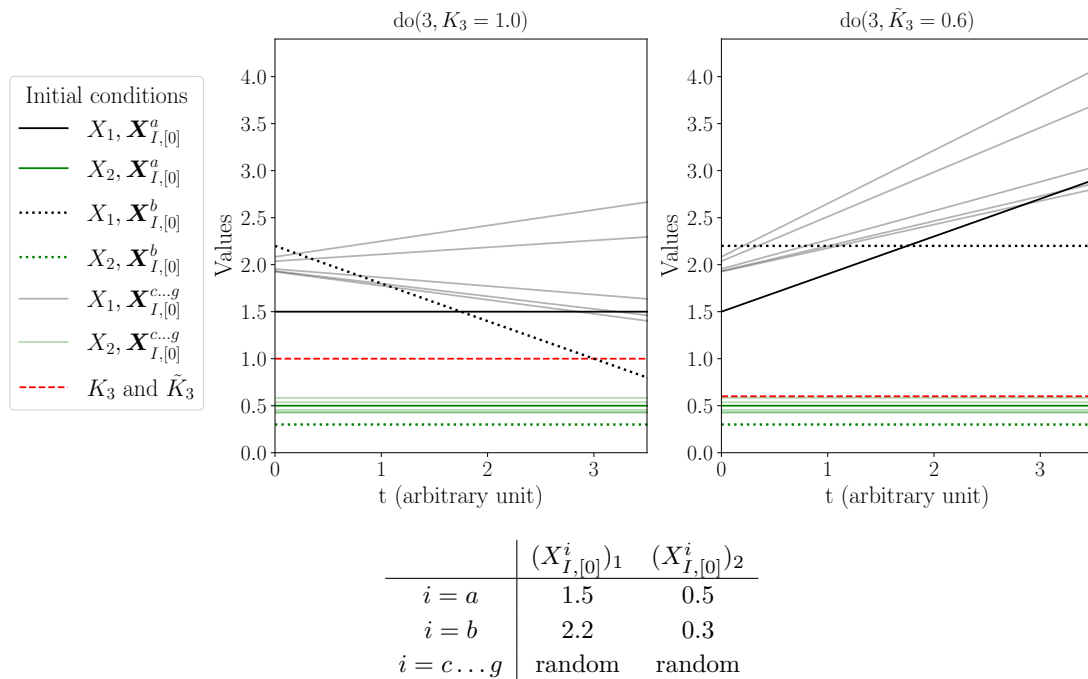 do(3, K₃ = 1.0)
do(3, K̃₃ = 0.6)
Initial conditions
X₁, X^a_{I,[0]}
X₂, X^a_{I,[0]}
X₁, X^b_{I,[0]}
X₂, X^b_{I,[0]}
X₁, X^{c...g}_{I,[0]}
X₂, X^{c...g}_{I,[0]}
K₃ and K̃₃
Values
4.0
3.5
3.0
2.5
2.0
1.5
1.0
0.5
0.0
0 1 2 3
t (arbitrary unit)
Values
4.0
3.5
3.0
2.5
2.0
1.5
1.0
0.5
0.0
0 1 2 3
t (arbitrary unit)
(X^i_{I,[0]})₁ (X^i_{I,[0]})₂
i = a 1.5 0.5
i = b 2.2 0.3
i = c . . . g random random